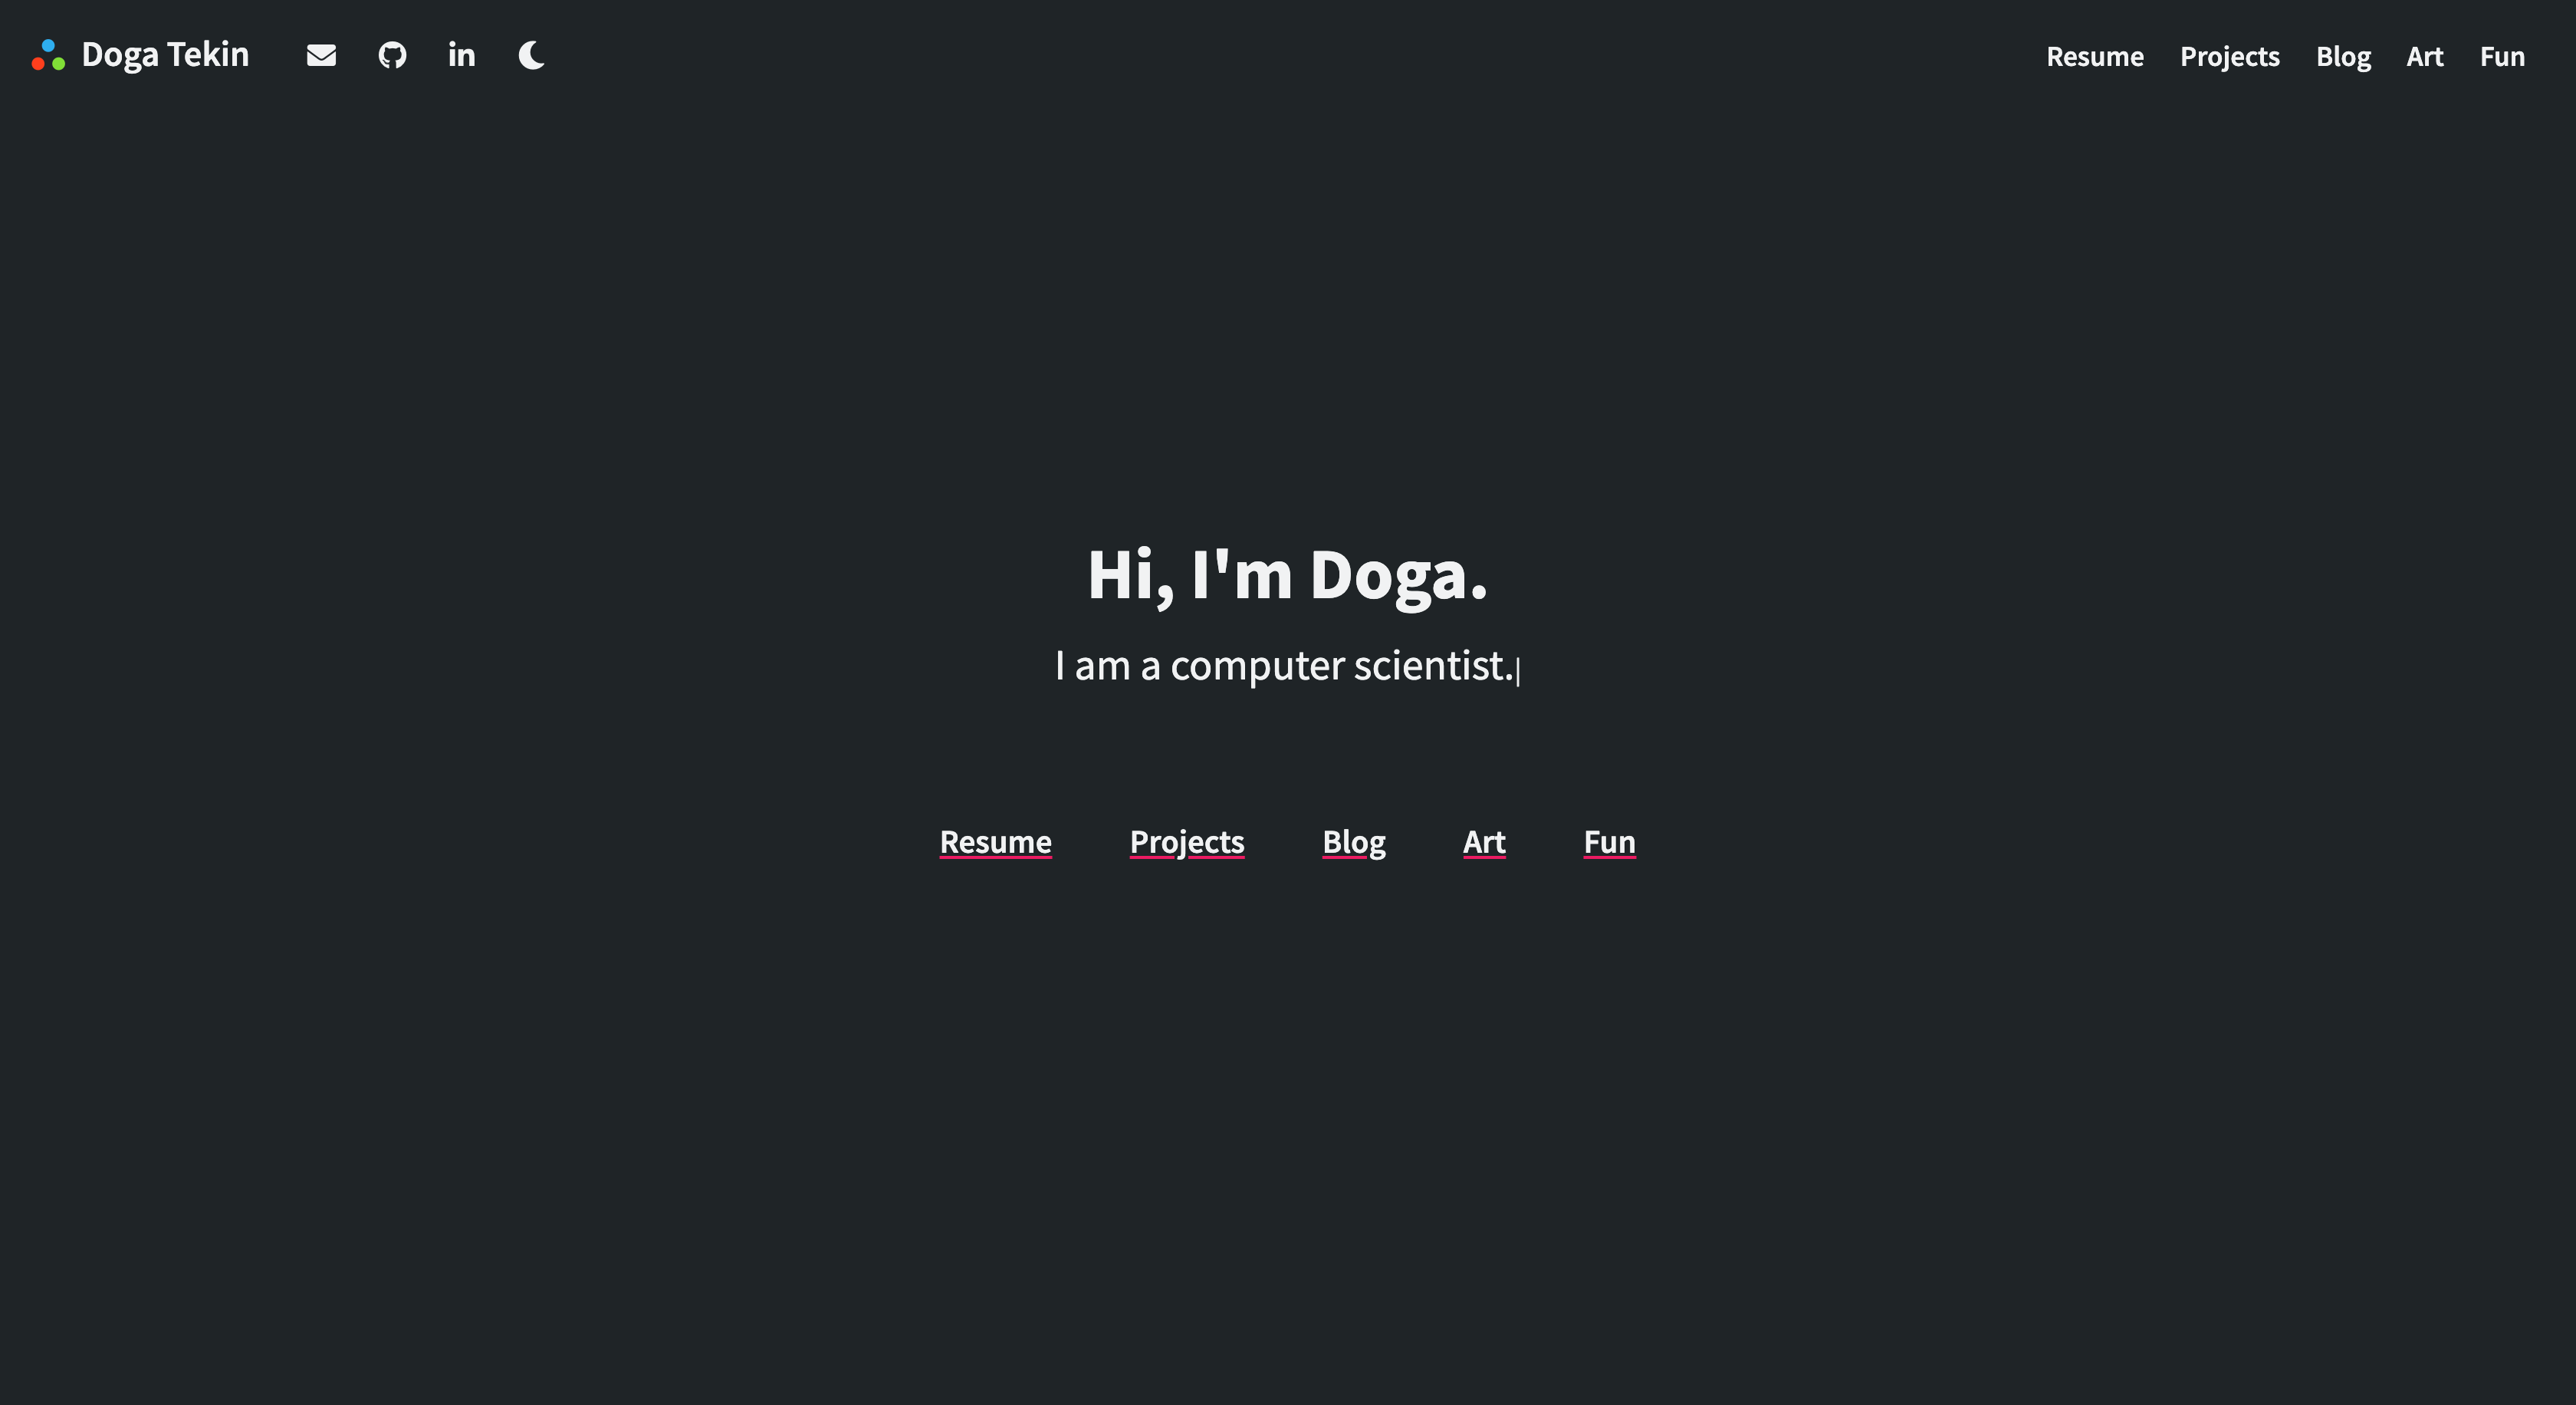 Doga Tekin in Resume Projects Blog Art Fun
Hi, I'm Doga.
I am a computer scientist.|
Resume Projects Blog Art Fun